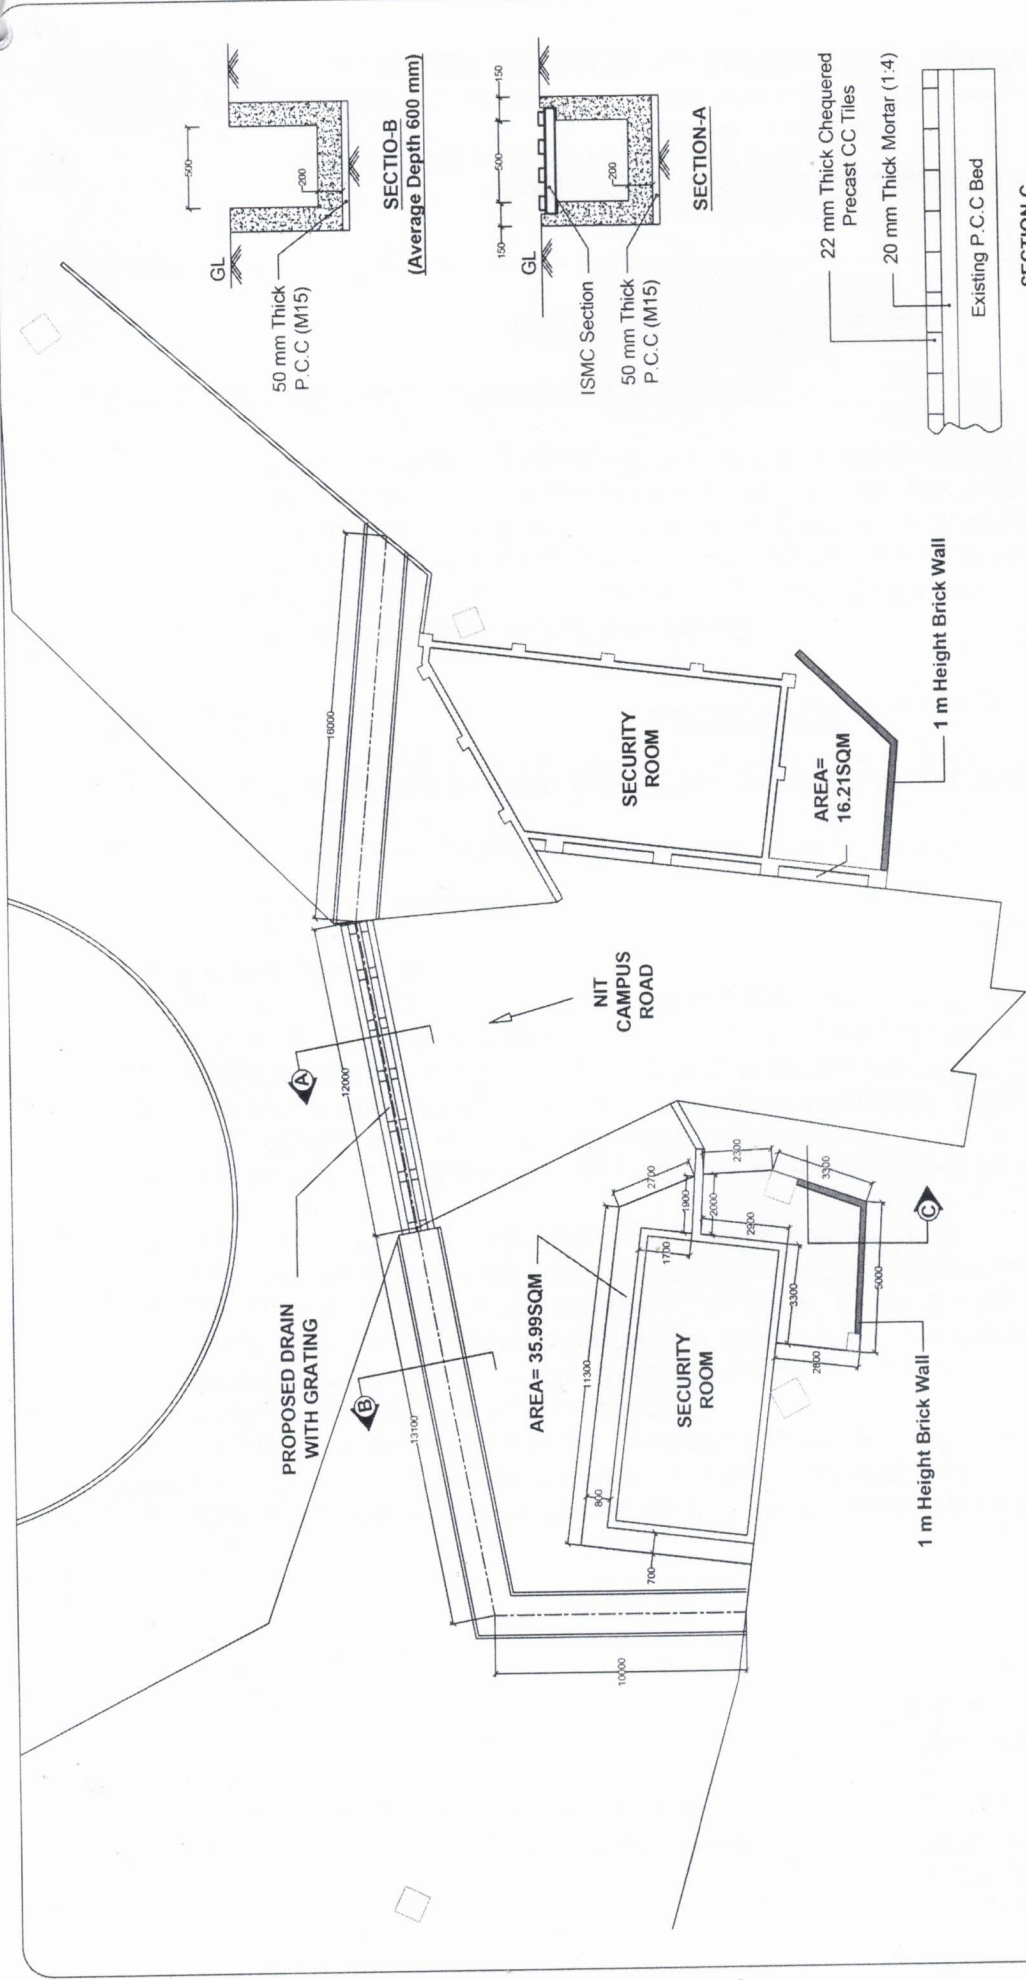 GL
500
200
50 mm Thick
P.C.C (M15)
SECTIO-B
(Average Depth 600 mm)
150
500
150
GL
200
ISMC Section
50 mm Thick
P.C.C (M15)
SECTION-A
22 mm Thick Chequered
Precast CC Tiles
20 mm Thick Mortar (1:4)
Existing P.C.C Bed
PROPOSED DRAIN
WITH GRATING
A
B
C
16000
12000
13100
10000
NIT
CAMPUS
ROAD
SECURITY
ROOM
AREA=
16.21SQM
1 m Height Brick Wall
AREA= 35.99SQM
SECURITY
ROOM
11300
2700
1900
1700
2000
2300
2900
3300
3300
5000
2800
800
700
1 m Height Brick Wall